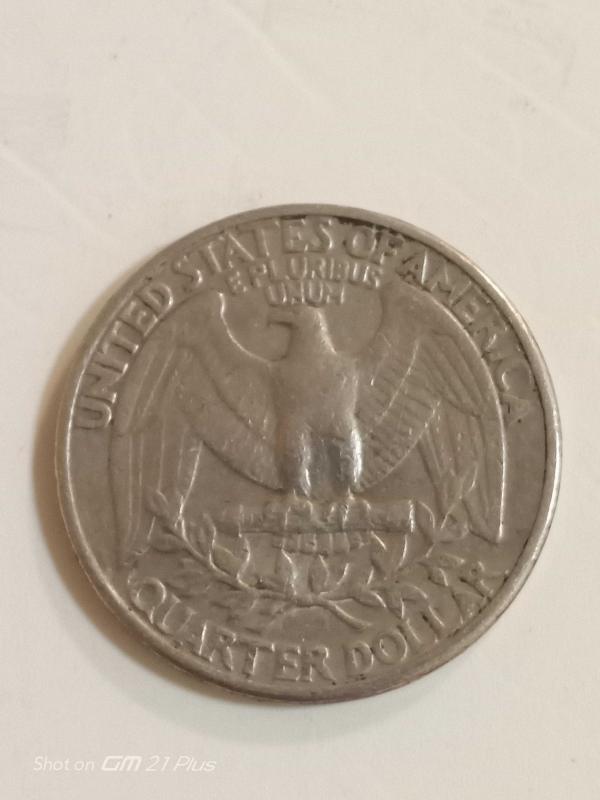 UNITED STATES OF AMERICA
E PLURIBUS
UNUM
QUARTER DOLLAR
Shot on GM 21 Plus